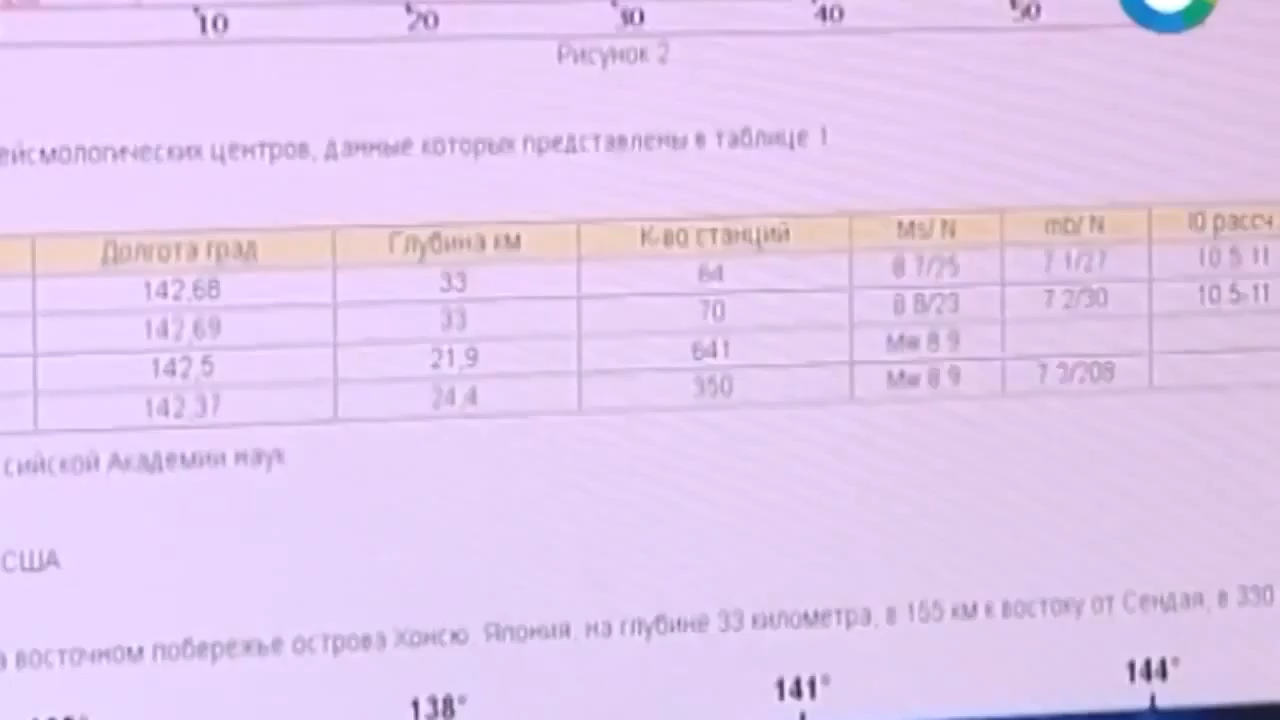 10 20 30 40 50
Рисунок 2
ейсмологических центров, данные которых представлены в таблице 1
Долгота град Глубина км К-во станций Ms/ N mb/ N I0 рассч
142,68 33 64 8 7/25 7 1/27 10 5-11
142,69 33 70 8 8/23 7 2/30 10,5-11
142,5 21,9 641 Mw 8 9
142,37 24,4 350 Mw 8 9
сийской Академии наук
США
а восточном побережье острова Хонсю. Япония, на глубине 33 километра, в 155 км к востоку от Сендая, в 390
138° 141° 144°